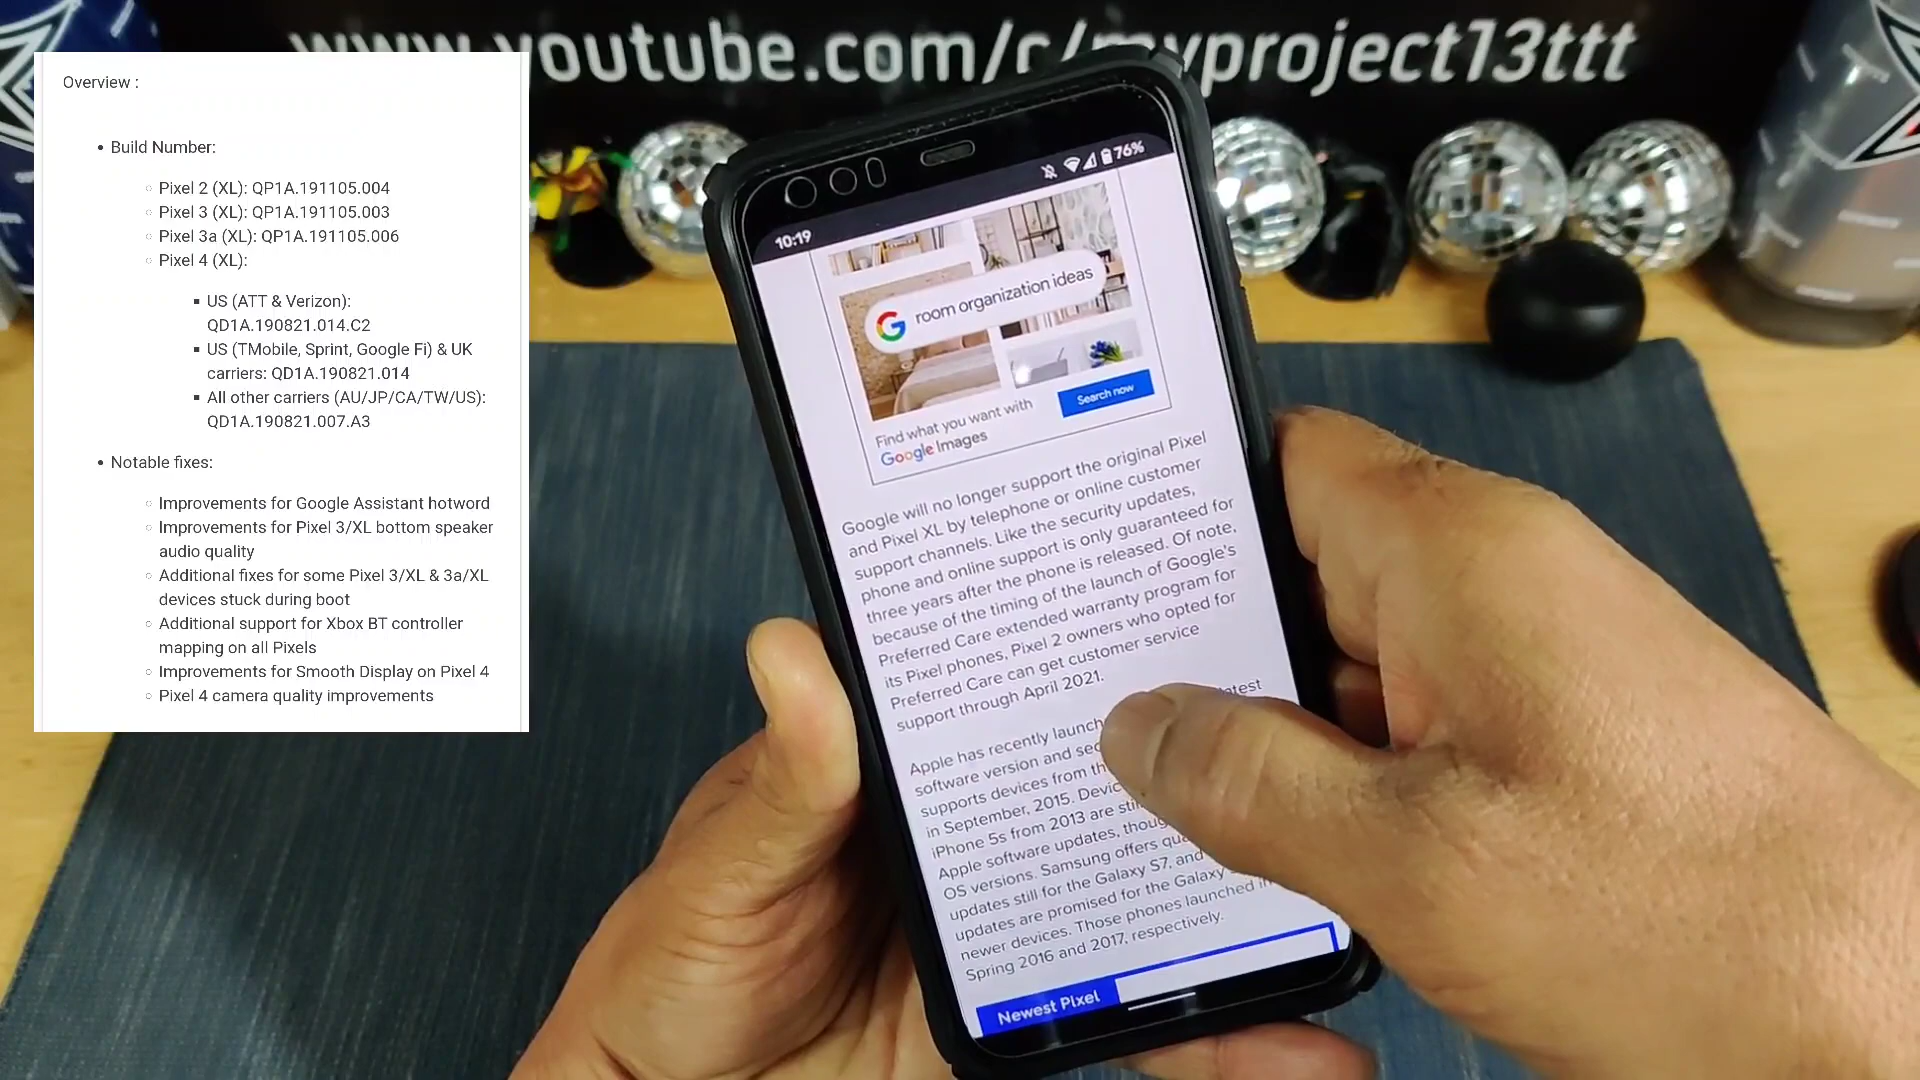 www.youtube.com/c/myproject13ttt
Overview :
• Build Number:
○ Pixel 2 (XL): QP1A.191105.004
○ Pixel 3 (XL): QP1A.191105.003
○ Pixel 3a (XL): QP1A.191105.006
○ Pixel 4 (XL):
▪ US (ATT & Verizon):
QD1A.190821.014.C2
▪ US (TMobile, Sprint, Google Fi) & UK
carriers: QD1A.190821.014
▪ All other carriers (AU/JP/CA/TW/US):
QD1A.190821.007.A3
• Notable fixes:
○ Improvements for Google Assistant hotword
○ Improvements for Pixel 3/XL bottom speaker
audio quality
○ Additional fixes for some Pixel 3/XL & 3a/XL
devices stuck during boot
○ Additional support for Xbox BT controller
mapping on all Pixels
○ Improvements for Smooth Display on Pixel 4
○ Pixel 4 camera quality improvements
10:19
76%
G room organization ideas
Find what you want with
Google Images
Search now
Google will no longer support the original Pixel
and Pixel XL by telephone or online customer
support channels. Like the security updates,
phone and online support is only guaranteed for
three years after the phone is released. Of note,
because of the timing of the launch of Google's
Preferred Care extended warranty program for
its Pixel phones, Pixel 2 owners who opted for
Preferred Care can get customer service
support through April 2021.
Apple has recently launch latest
software version and sec
supports devices from th
in September, 2015. Devic
iPhone 5s from 2013 are still
Apple software updates, though
OS versions. Samsung offers qua
updates still for the Galaxy S7, and
updates are promised for the Galaxy
newer devices. Those phones launched in
Spring 2016 and 2017, respectively.
Newest Pixel